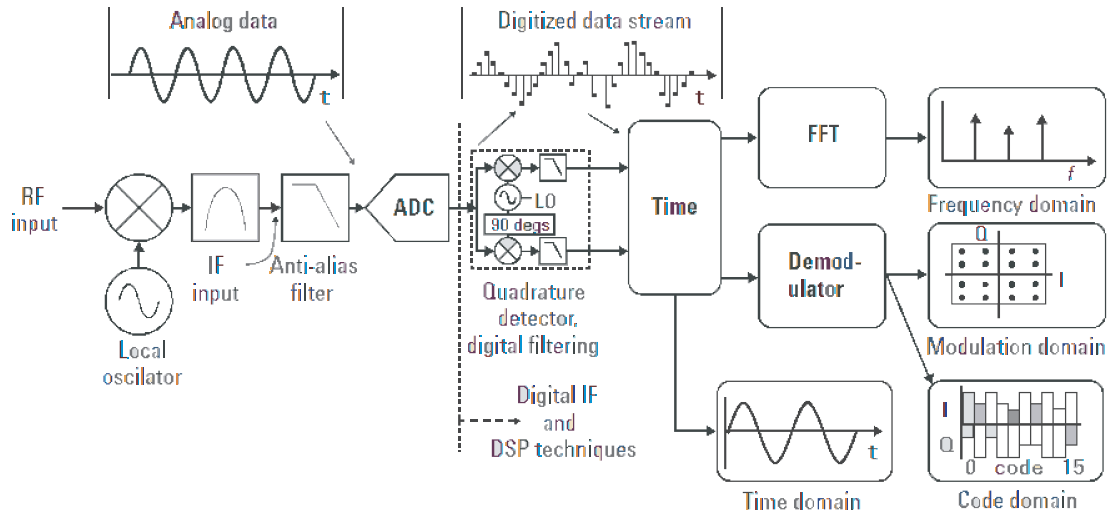 Analog data
t
Digitized data stream
t
RF
input
IF
input
Anti-alias
filter
Local
oscilator
ADC
LO
90 degs
Quadrature
detector,
digital filtering
Digital IF
and
DSP techniques
Time
FFT
f
Frequency domain
Demod-
ulator
Q
I
Modulation domain
t
Time domain
I
Q
0 code 15
Code domain